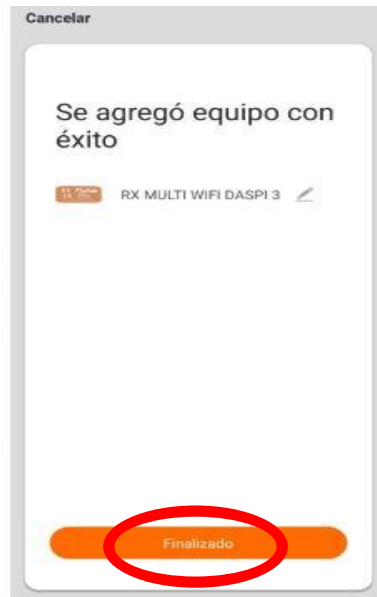 Cancelar
Se agregó equipo con
éxito
RX MULTI WIFI DASPI 3
Finalizado